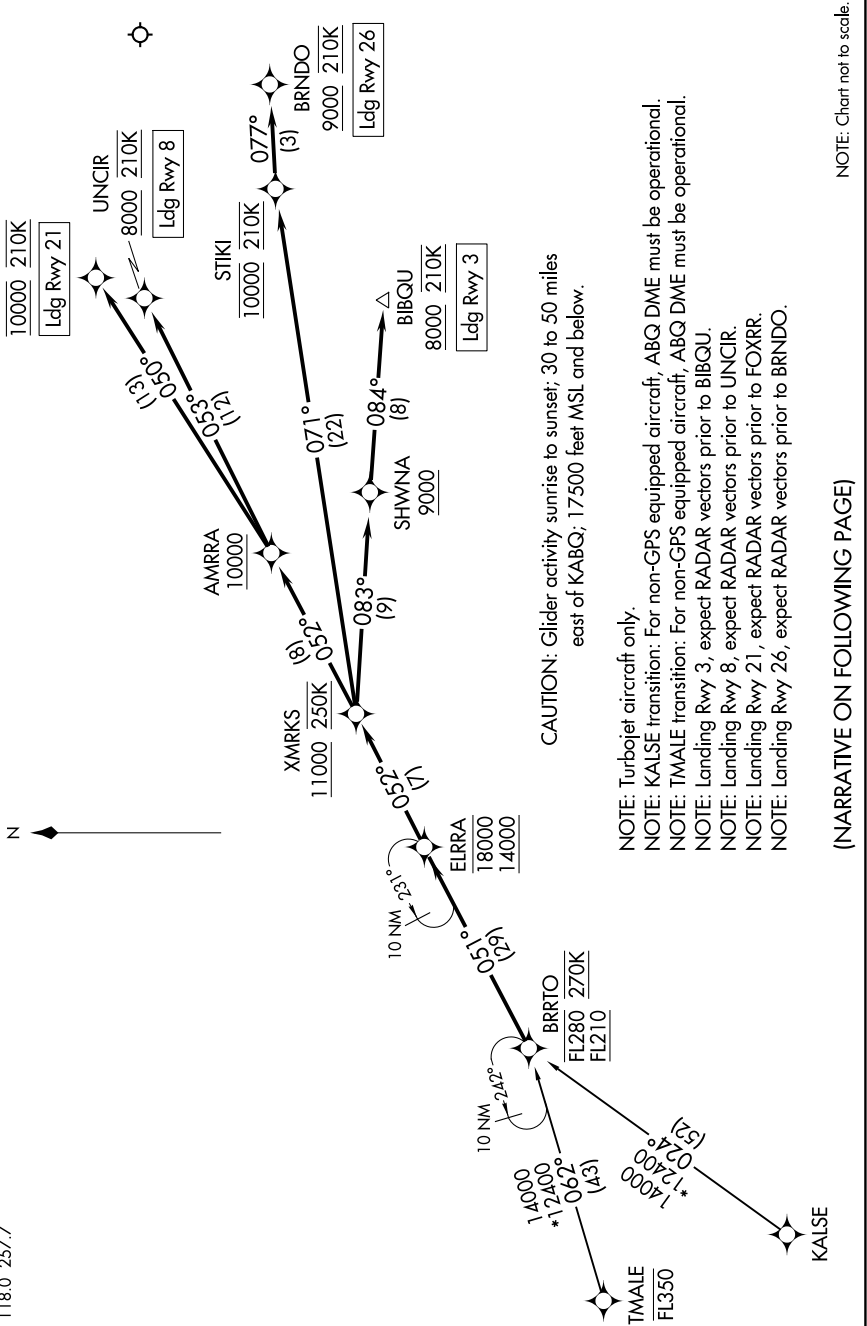 118.0 257.7
N
10000 210K
Ldg Rwy 21
UNCIR
8000 210K
Ldg Rwy 8
050°
(13)
053°
(12)
AMRRA
10000
052°
(8)
STIKI
10000 210K
077°
(3)
BRNDO
9000 210K
Ldg Rwy 26
071°
(22)
BIBQU
8000 210K
Ldg Rwy 3
084°
(8)
SHWNA
9000
083°
(9)
XMRKS
11000 250K
052°
(7)
ELRRA
18000
14000
10 NM
231°
051°
(29)
BRRTO
FL280 270K
FL210
10 NM
242°
14000
*12400
062°
(43)
TMALE
FL350
14000
*12400
024°
(52)
KALSE
CAUTION: Glider activity sunrise to sunset; 30 to 50 miles
east of KABQ; 17500 feet MSL and below.
NOTE: Turbojet aircraft only.
NOTE: KALSE transition: For non-GPS equipped aircraft, ABQ DME must be operational.
NOTE: TMALE transition: For non-GPS equipped aircraft, ABQ DME must be operational.
NOTE: Landing Rwy 3, expect RADAR vectors prior to BIBQU.
NOTE: Landing Rwy 8, expect RADAR vectors prior to UNCIR.
NOTE: Landing Rwy 21, expect RADAR vectors prior to FOXRR.
NOTE: Landing Rwy 26, expect RADAR vectors prior to BRNDO.
(NARRATIVE ON FOLLOWING PAGE)
NOTE: Chart not to scale.